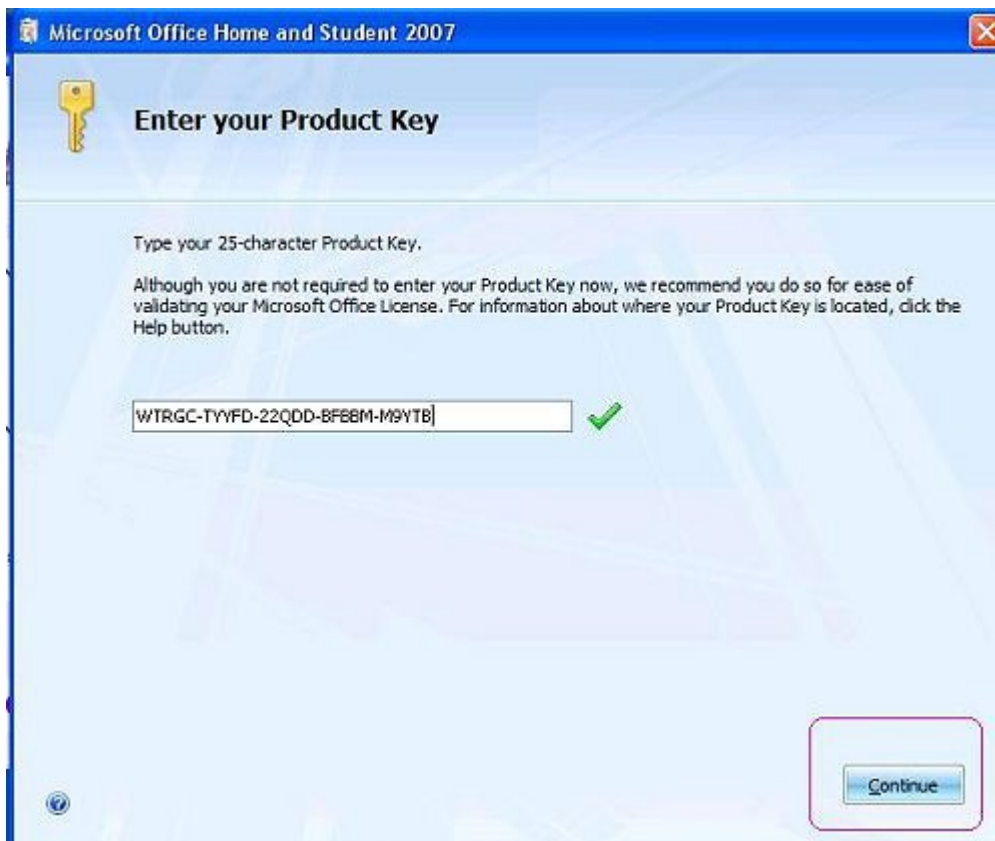 Microsoft Office Home and Student 2007
Enter your Product Key
Type your 25-character Product Key.
Although you are not required to enter your Product Key now, we recommend you do so for ease of
validating your Microsoft Office License. For information about where your Product Key is located, click the
Help button.
WTRGC-TYYFD-22QDD-BFBBM-M9YTB
Continue